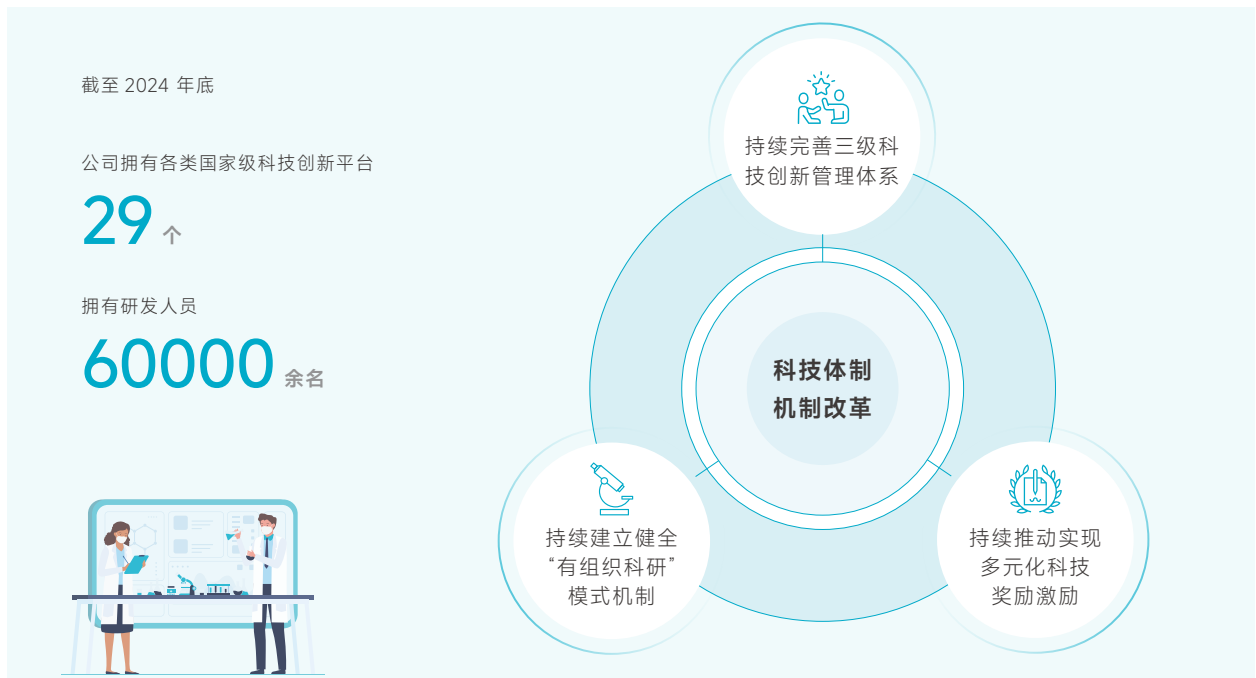 截至 2024 年底
公司拥有各类国家级科技创新平台
29 个
拥有研发人员
60000 余名
持续完善三级科
技创新管理体系
科技体制
机制改革
持续建立健全
“有组织科研”
模式机制
持续推动实现
多元化科技
奖励激励